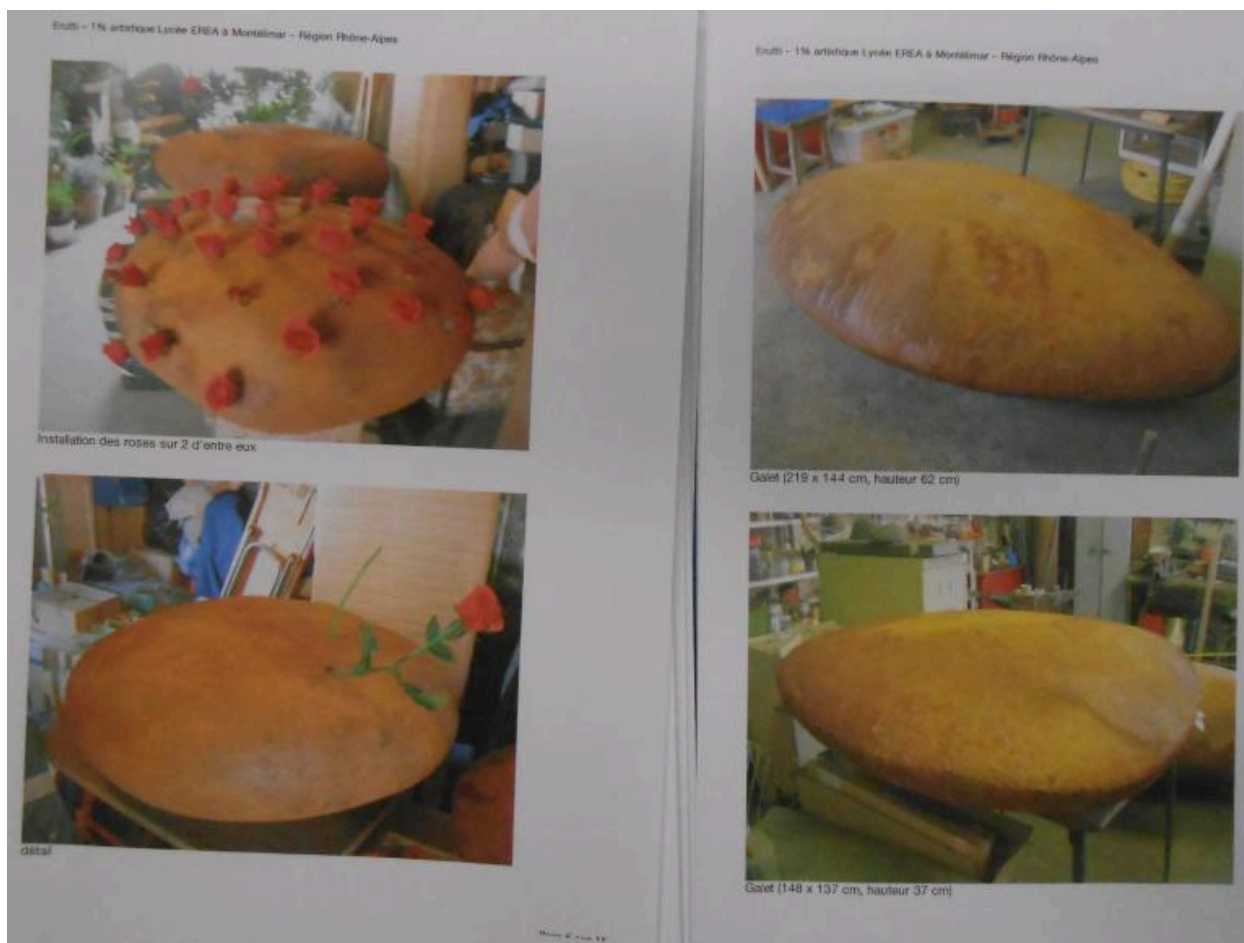 Erutti – 1% artistique Lycée EREA à Montélimar – Région Rhône-Alpes
Installation des roses sur 2 d'entre eux
détail
Erutti – 1% artistique Lycée EREA à Montélimar – Région Rhône-Alpes
Galet (219 x 144 cm, hauteur 62 cm)
Galet (148 x 137 cm, hauteur 37 cm)